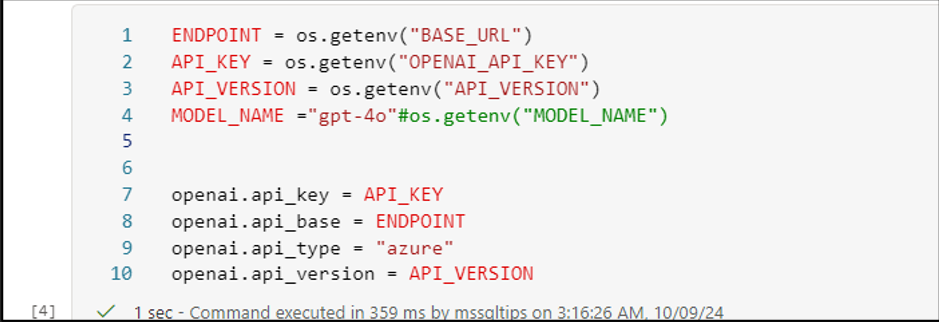 1 ENDPOINT = os.getenv("BASE_URL")
2 API_KEY = os.getenv("OPENAI_API_KEY")
3 API_VERSION = os.getenv("API_VERSION")
4 MODEL_NAME ="gpt-4o"#os.getenv("MODEL_NAME")
5
6
7 openai.api_key = API_KEY
8 openai.api_base = ENDPOINT
9 openai.api_type = "azure"
10 openai.api_version = API_VERSION
[4] ✓ 1 sec - Command executed in 359 ms by mssqltips on 3:16:26 AM, 10/09/24